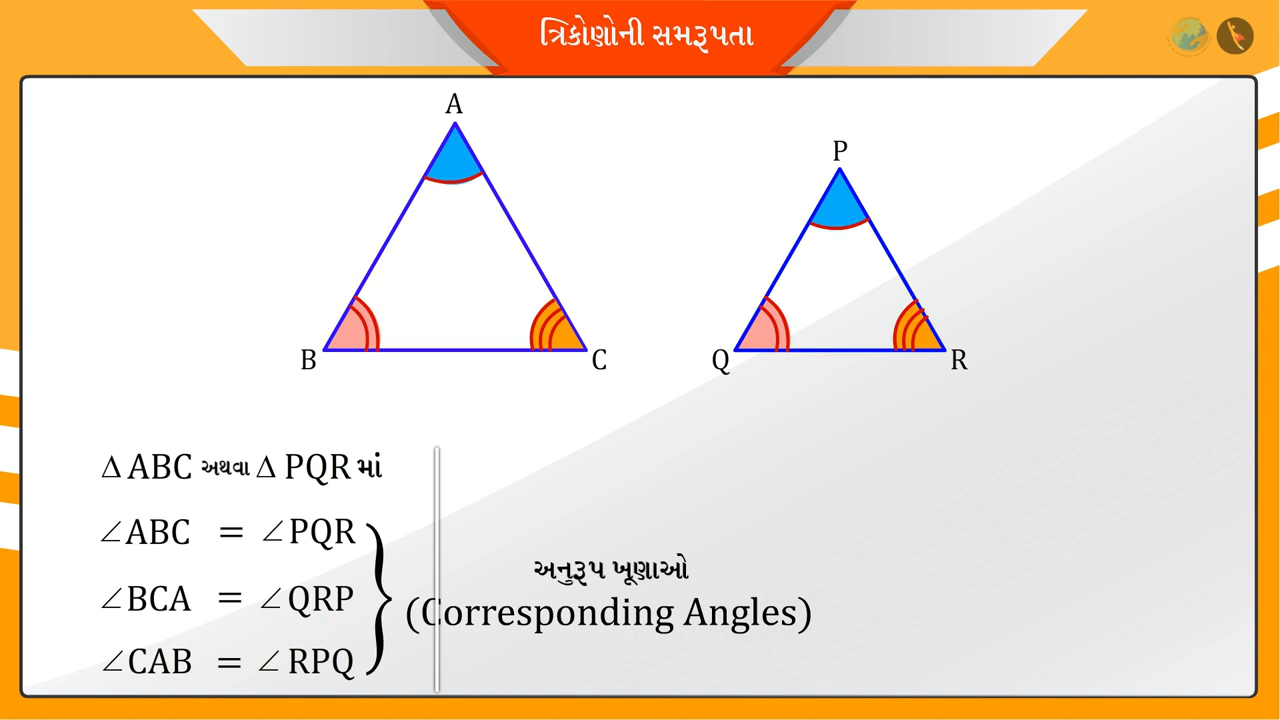 ત્રિકોણોની સમરૂપતા
A
P
B
C
Q
R
Δ ABC અથવા Δ PQR માં
∠ABC = ∠PQR
∠BCA = ∠QRP
∠CAB = ∠RPQ
અનુરૂપ ખૂણાઓ
(Corresponding Angles)